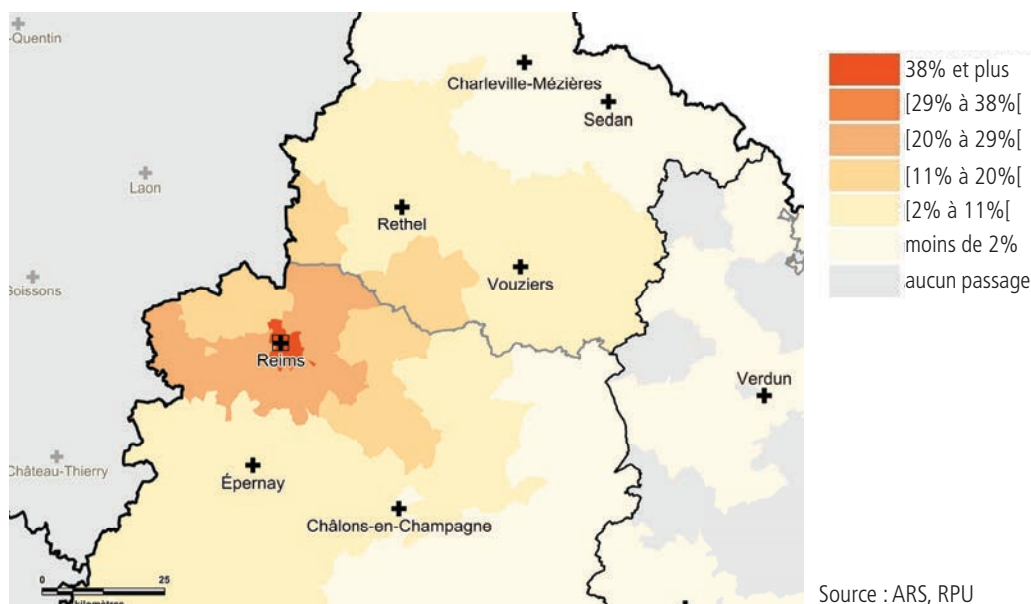 -Quentin
Charleville-Mézières
Sedan
Laon
Rethel
Vouziers
Soissons
Reims
Verdun
Château-Thierry
Épernay
Châlons-en-Champagne
0 25
kilomètres
38% et plus
[29% à 38%[
[20% à 29%[
[11% à 20%[
[2% à 11%[
moins de 2%
aucun passage
Source : ARS, RPU